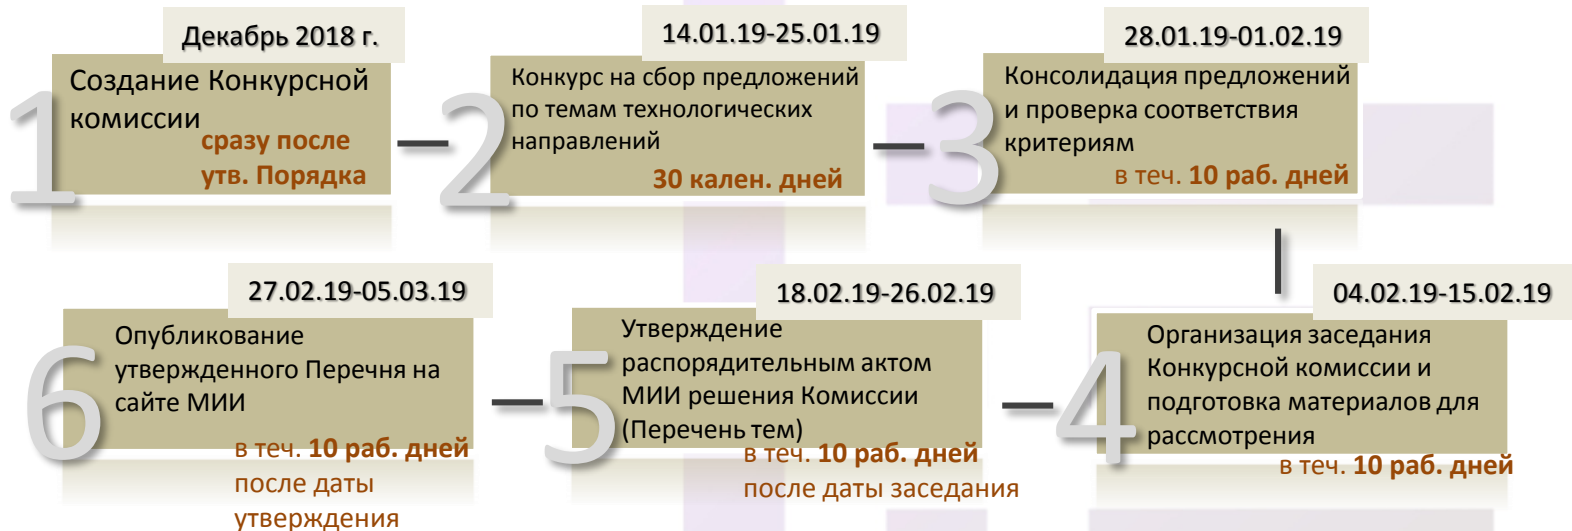 Декабрь 2018 г.
1
Создание Конкурсной
комиссии
сразу после
утв. Порядка
14.01.19-25.01.19
2
Конкурс на сбор предложений
по темам технологических
направлений
30 кален. дней
28.01.19-01.02.19
3
Консолидация предложений
и проверка соответствия
критериям
в теч. 10 раб. дней
04.02.19-15.02.19
4
Организация заседания
Конкурсной комиссии и
подготовка материалов для
рассмотрения
в теч. 10 раб. дней
18.02.19-26.02.19
5
Утверждение
распорядительным актом
МИИ решения Комиссии
(Перечень тем)
в теч. 10 раб. дней
после даты заседания
27.02.19-05.03.19
6
Опубликование
утвержденного Перечня на
сайте МИИ
в теч. 10 раб. дней
после даты
утверждения